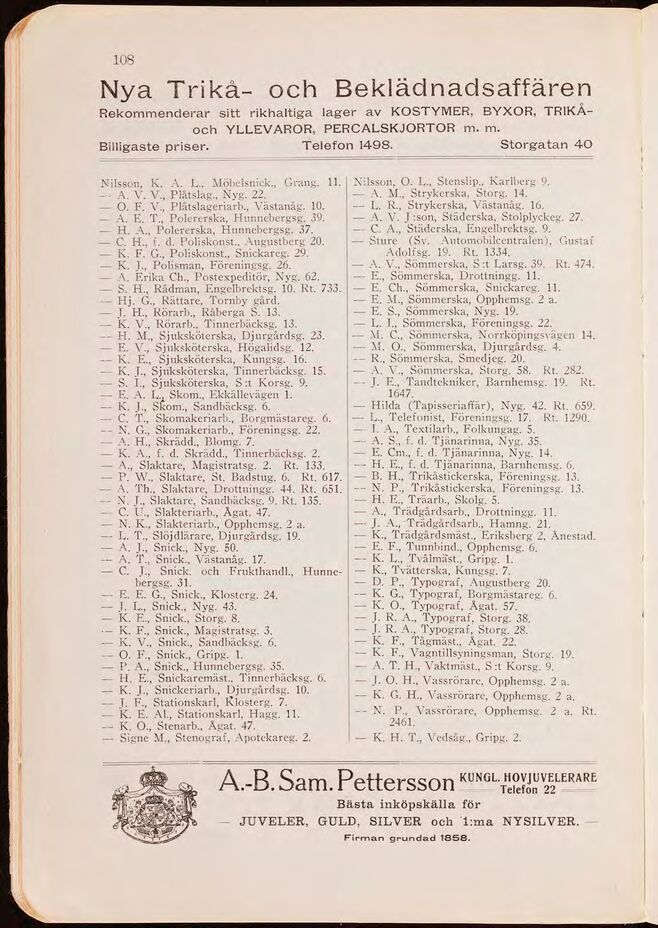 108
Nya Trikå- och Beklädnadsaffären
Rekommenderar sitt rikhaltiga lager av KOSTYMER, BYXOR, TRIKÅ-
och YLLEVAROR, PERCALSKJORTOR m. m.
Billigaste priser. Telefon 1498. Storgatan 40
Nilsson, K. A. L., Möbelsnick., Grang. 11.
— A. V. V., Plåtslag., Nyg. 22.
— O. F. V., Plåtslageriarb., Västanåg. 10.
— A. E. T., Polererska, Hunnebergsg. 39.
— H. A., Polererska, Hunnebergsg. 37.
— C. H., f. d. Poliskonst., Augustberg 20.
— K. F. G., Poliskonst., Snickareg. 29.
— K. J., Polisman, Föreningsg. 26.
— A. Erika Ch., Postexpeditör, Nyg. 62.
— S. H., Rådman, Engelbrektsg. 10. Rt. 733.
— Hj. G., Rättare, Tornby gård.
— J. H., Rörarb., Råberga S. 13.
— K. V., Rörarb., Tinnerbäcksg. 13.
— H. M., Sjuksköterska, Djurgårdsg. 23.
— E. V., Sjuksköterska, Högalidsg. 12.
— K. E., Sjuksköterska, Kungsg. 16.
— K. J., Sjuksköterska, Tinnerbäcksg. 15.
— S. I., Sjuksköterska, S:t Korsg. 9.
— E. A. L., Skom., Ekkällevägen 1.
— K. J., Skom., Sandbäcksg. 6.
— C. T., Skomakeriarb., Borgmästareg. 6.
— N. G., Skomakeriarb., Föreningsg. 22.
— A. H., Skrädd., Blomg. 7.
— K. A., f. d. Skrädd., Tinnerbäcksg. 2.
— A., Slaktare, Magistratsg. 2. Rt. 133.
— P. W., Slaktare, St. Badstug. 6. Rt. 617.
— A. Th., Slaktare, Drottningg. 44. Rt. 651.
— N. J., Slaktare, Sandbäcksg. 9. Rt. 135.
— C. U., Slakteriarb., Ågat. 47.
— N. K., Slakteriarb., Opphemsg. 2 a.
— L. T., Slöjdlärare, Djurgårdsg. 19.
— A. J., Snick., Nyg. 50.
— A. T., Snick., Västanåg. 17.
— C. J., Snick. och Frukthandl., Hunne-
bergsg. 31.
— E. E. G., Snick., Klosterg. 24.
— J. L., Snick., Nyg. 43.
— K. E., Snick., Storg. 8.
— K. F., Snick., Magistratsg. 3.
— K. V., Snick., Sandbäcksg. 6.
— O. F., Snick., Gripg. 1.
— P. A., Snick., Hunnebergsg. 35.
— H. E., Snickaremäst., Tinnerbäcksg. 6.
— K. J., Snickeriarb., Djurgårdsg. 10.
— J. F., Stationskarl, Klosterg. 7.
— K. E. Al., Stationskarl, Hagg. 11.
— K. O., Stenarb., Ågat. 47.
— Signe M., Stenograf, Apotekareg. 2.
Nilsson, O. L., Stenslip., Karlberg 9.
— A. M., Strykerska, Storg. 14.
— L. R., Strykerska, Västanåg. 16.
— A. V. J:son, Städerska, Stolplyckeg. 27.
— C. A., Städerska, Engelbrektsg. 9.
— Sture (Sv. Automobilcentralen), Gustaf
Adolfsg. 19. Rt. 1334.
— A. V., Sömmerska, S:t Larsg. 39. Rt. 474.
— E., Sömmerska, Drottningg. 11.
— E. Ch., Sömmerska, Snickareg. 11.
— E. M., Sömmerska, Opphemsg. 2 a.
— E. S., Sömmerska, Nyg. 19.
— L. I., Sömmerska, Föreningsg. 22.
— M. C., Sömmerska, Norrköpingsvägen 14.
— M. O., Sömmerska, Djurgårdsg. 4.
— R., Sömmerska, Smedjeg. 20.
— A. V., Sömmerska, Storg. 58. Rt. 282.
— J. E., Tandtekniker, Barnhemsg. 19. Rt.
1647.
— Hilda (Tapisseriaffär), Nyg. 42. Rt. 659.
— L., Telefonist, Föreningsg. 17. Rt. 1290.
— I. A., Textilarb., Folkungag. 5.
— A. S., f. d. Tjänarinna, Nyg. 35.
— E. Cm., f. d. Tjänarinna, Nyg. 14.
— H. E., f. d. Tjänarinna, Barnhemsg. 6.
— B. H., Trikåstickerska, Föreningsg. 13.
— N. P., Trikåstickerska, Föreningsg. 13.
— H. E., Träarb., Skolg. 5.
— A., Trädgårdsarb., Drottningg. 11.
— J. A., Trädgårdsarb., Hamng. 21.
— K., Trädgårdsmäst., Eriksberg 2, Ånestad.
— E. F., Tunnbind., Opphemsg. 6.
— K. L., Tvålmäst., Gripg. 1.
— K., Tvätterska, Kungsg. 7.
— D. P., Typograf, Augustberg 20.
— K. G., Typograf, Borgmästareg. 6.
— K. O., Typograf, Ågat. 57.
— J. R. A., Typograf, Storg. 38.
— J. R. A., Typograf, Storg. 28.
— K. F., Tågmäst., Ågat. 22.
— K. F., Vagntillsyningsman, Storg. 19.
— A. T. H., Vaktmäst., S:t Korsg. 9.
— J. O. H., Vassrörare, Opphemsg. 2 a.
— K. G. H., Vassrörare, Opphemsg. 2 a.
— N. P., Vassrörare, Opphemsg. 2 a. Rt.
2461.
— K. H. T., Vedsåg., Gripg. 2.
A.-B. Sam. Pettersson KUNGL. HOVJUVELERARE
Telefon 22
Bästa inköpskälla för
— JUVELER, GULD, SILVER och 1:ma NYSILVER. —
Firman grundad 1858.